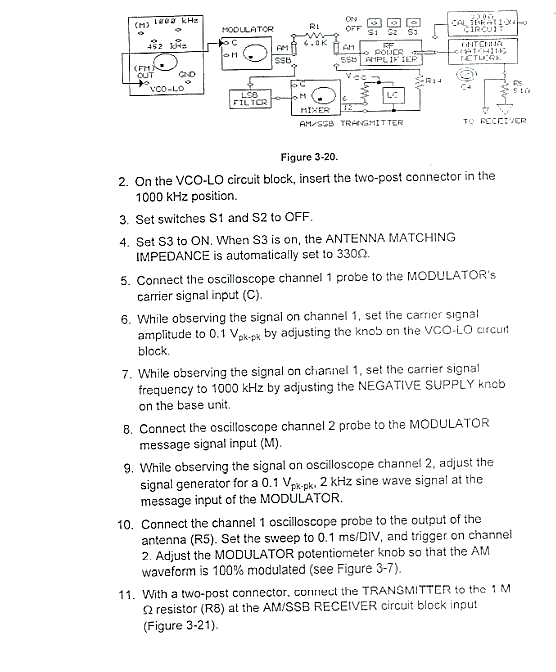 (M) 1000 kHz
452 kHz
(FM)
OUT
GND
VCO-LO
MODULATOR
C
M
R1
6.8K
AM
SSB
AM
SSB
ON
OFF
S1 S2 S3
RF
POWER
AMPLIFIER
330Ω
CALIBRATION
CIRCUIT
ANTENNA
MATCHING
NETWORK
LSB
FILTER
C
M
MIXER
6
12
VCC
LC
R14
C4
R5
51Ω
AM/SSB TRANSMITTER
TO RECEIVER
Figure 3-20.
2. On the VCO-LO circuit block, insert the two-post connector in the
1000 kHz position.
3. Set switches S1 and S2 to OFF.
4. Set S3 to ON. When S3 is on, the ANTENNA MATCHING
IMPEDANCE is automatically set to 330Ω.
5. Connect the oscilloscope channel 1 probe to the MODULATOR's
carrier signal input (C).
6. While observing the signal on channel 1, set the carrier signal
amplitude to 0.1 Vpk-pk by adjusting the knob on the VCO-LO circuit
block.
7. While observing the signal on channel 1, set the carrier signal
frequency to 1000 kHz by adjusting the NEGATIVE SUPPLY knob
on the base unit.
8. Connect the oscilloscope channel 2 probe to the MODULATOR
message signal input (M).
9. While observing the signal on oscilloscope channel 2, adjust the
signal generator for a 0.1 Vpk-pk, 2 kHz sine wave signal at the
message input of the MODULATOR.
10. Connect the channel 1 oscilloscope probe to the output of the
antenna (R5). Set the sweep to 0.1 ms/DIV, and trigger on channel
2. Adjust the MODULATOR potentiometer knob so that the AM
waveform is 100% modulated (see Figure 3-7).
11. With a two-post connector, connect the TRANSMITTER to the 1 M
Ω resistor (R8) at the AM/SSB RECEIVER circuit block input
(Figure 3-21).